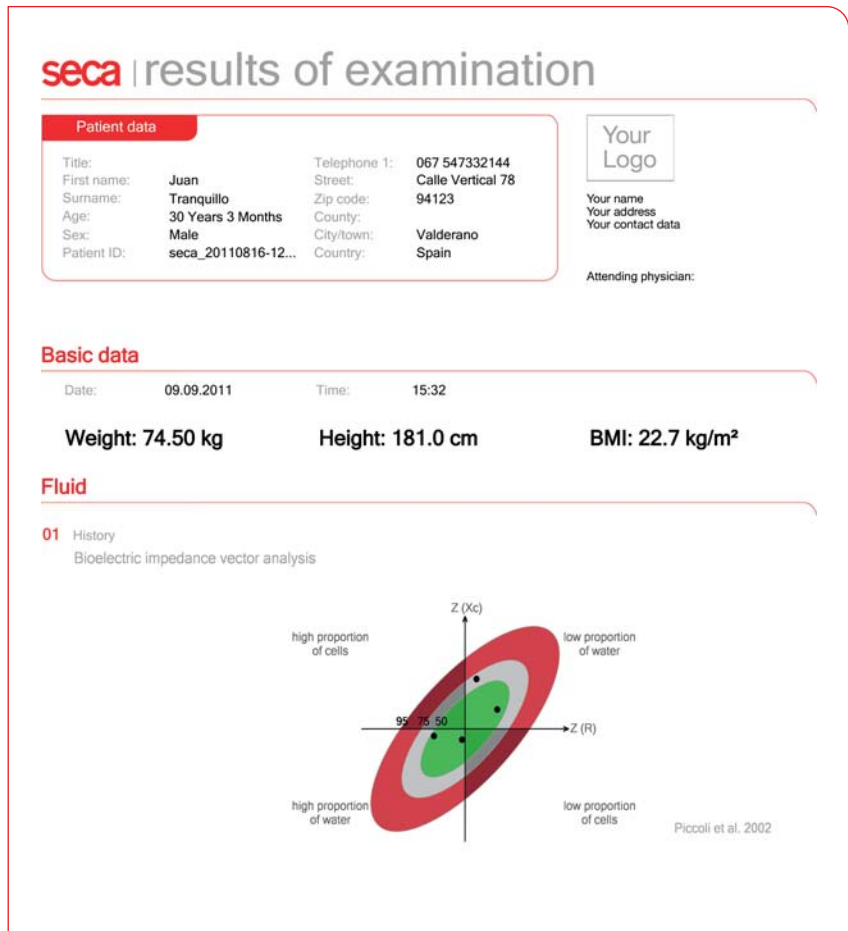 seca | results of examination
Patient data
Title:
First name: Juan
Surname: Tranquillo
Age: 30 Years 3 Months
Sex: Male
Patient ID: seca_20110816-12...
Telephone 1: 067 547332144
Street: Calle Vertical 78
Zip code: 94123
County:
City/town: Valderano
Country: Spain
Your
Logo
Your name
Your address
Your contact data
Attending physician:
Basic data
Date: 09.09.2011 Time: 15:32
Weight: 74.50 kg Height: 181.0 cm BMI: 22.7 kg/m²
Fluid
01 History
Bioelectric impedance vector analysis
Z (Xc)
high proportion
of cells
low proportion
of water
95 75 50
Z (R)
high proportion
of water
low proportion
of cells
Piccoli et al. 2002